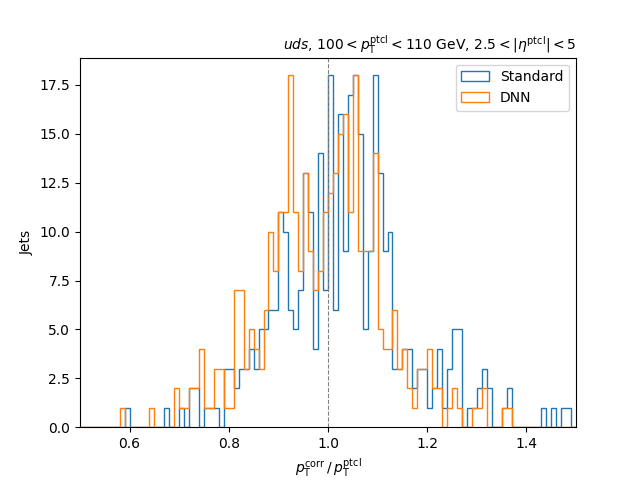 uds, 100 < p_T^ptcl < 110 GeV, 2.5 < |η^ptcl| < 5
Standard
DNN
17.5
15.0
12.5
10.0
7.5
5.0
2.5
0.0
Jets
0.6 0.8 1.0 1.2 1.4
p_T^corr / p_T^ptcl